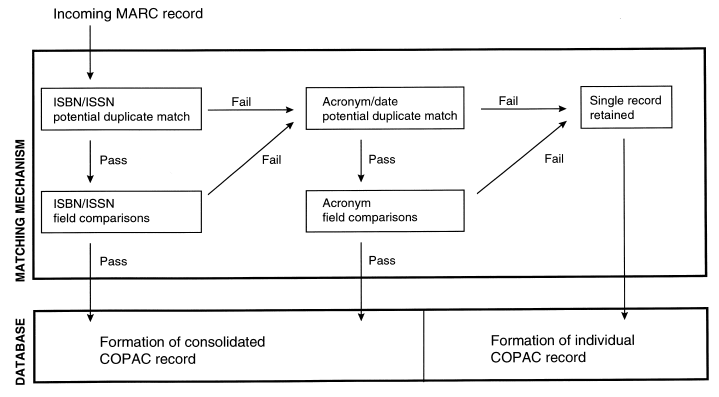 Incoming MARC record
MATCHING MECHANISM
ISBN/ISSN
potential duplicate match
Fail
Acronym/date
potential duplicate match
Fail
Single record
retained
Pass
Fail
Pass
Fail
ISBN/ISSN
field comparisons
Acronym
field comparisons
Pass
Pass
DATABASE
Formation of consolidated
COPAC record
Formation of individual
COPAC record